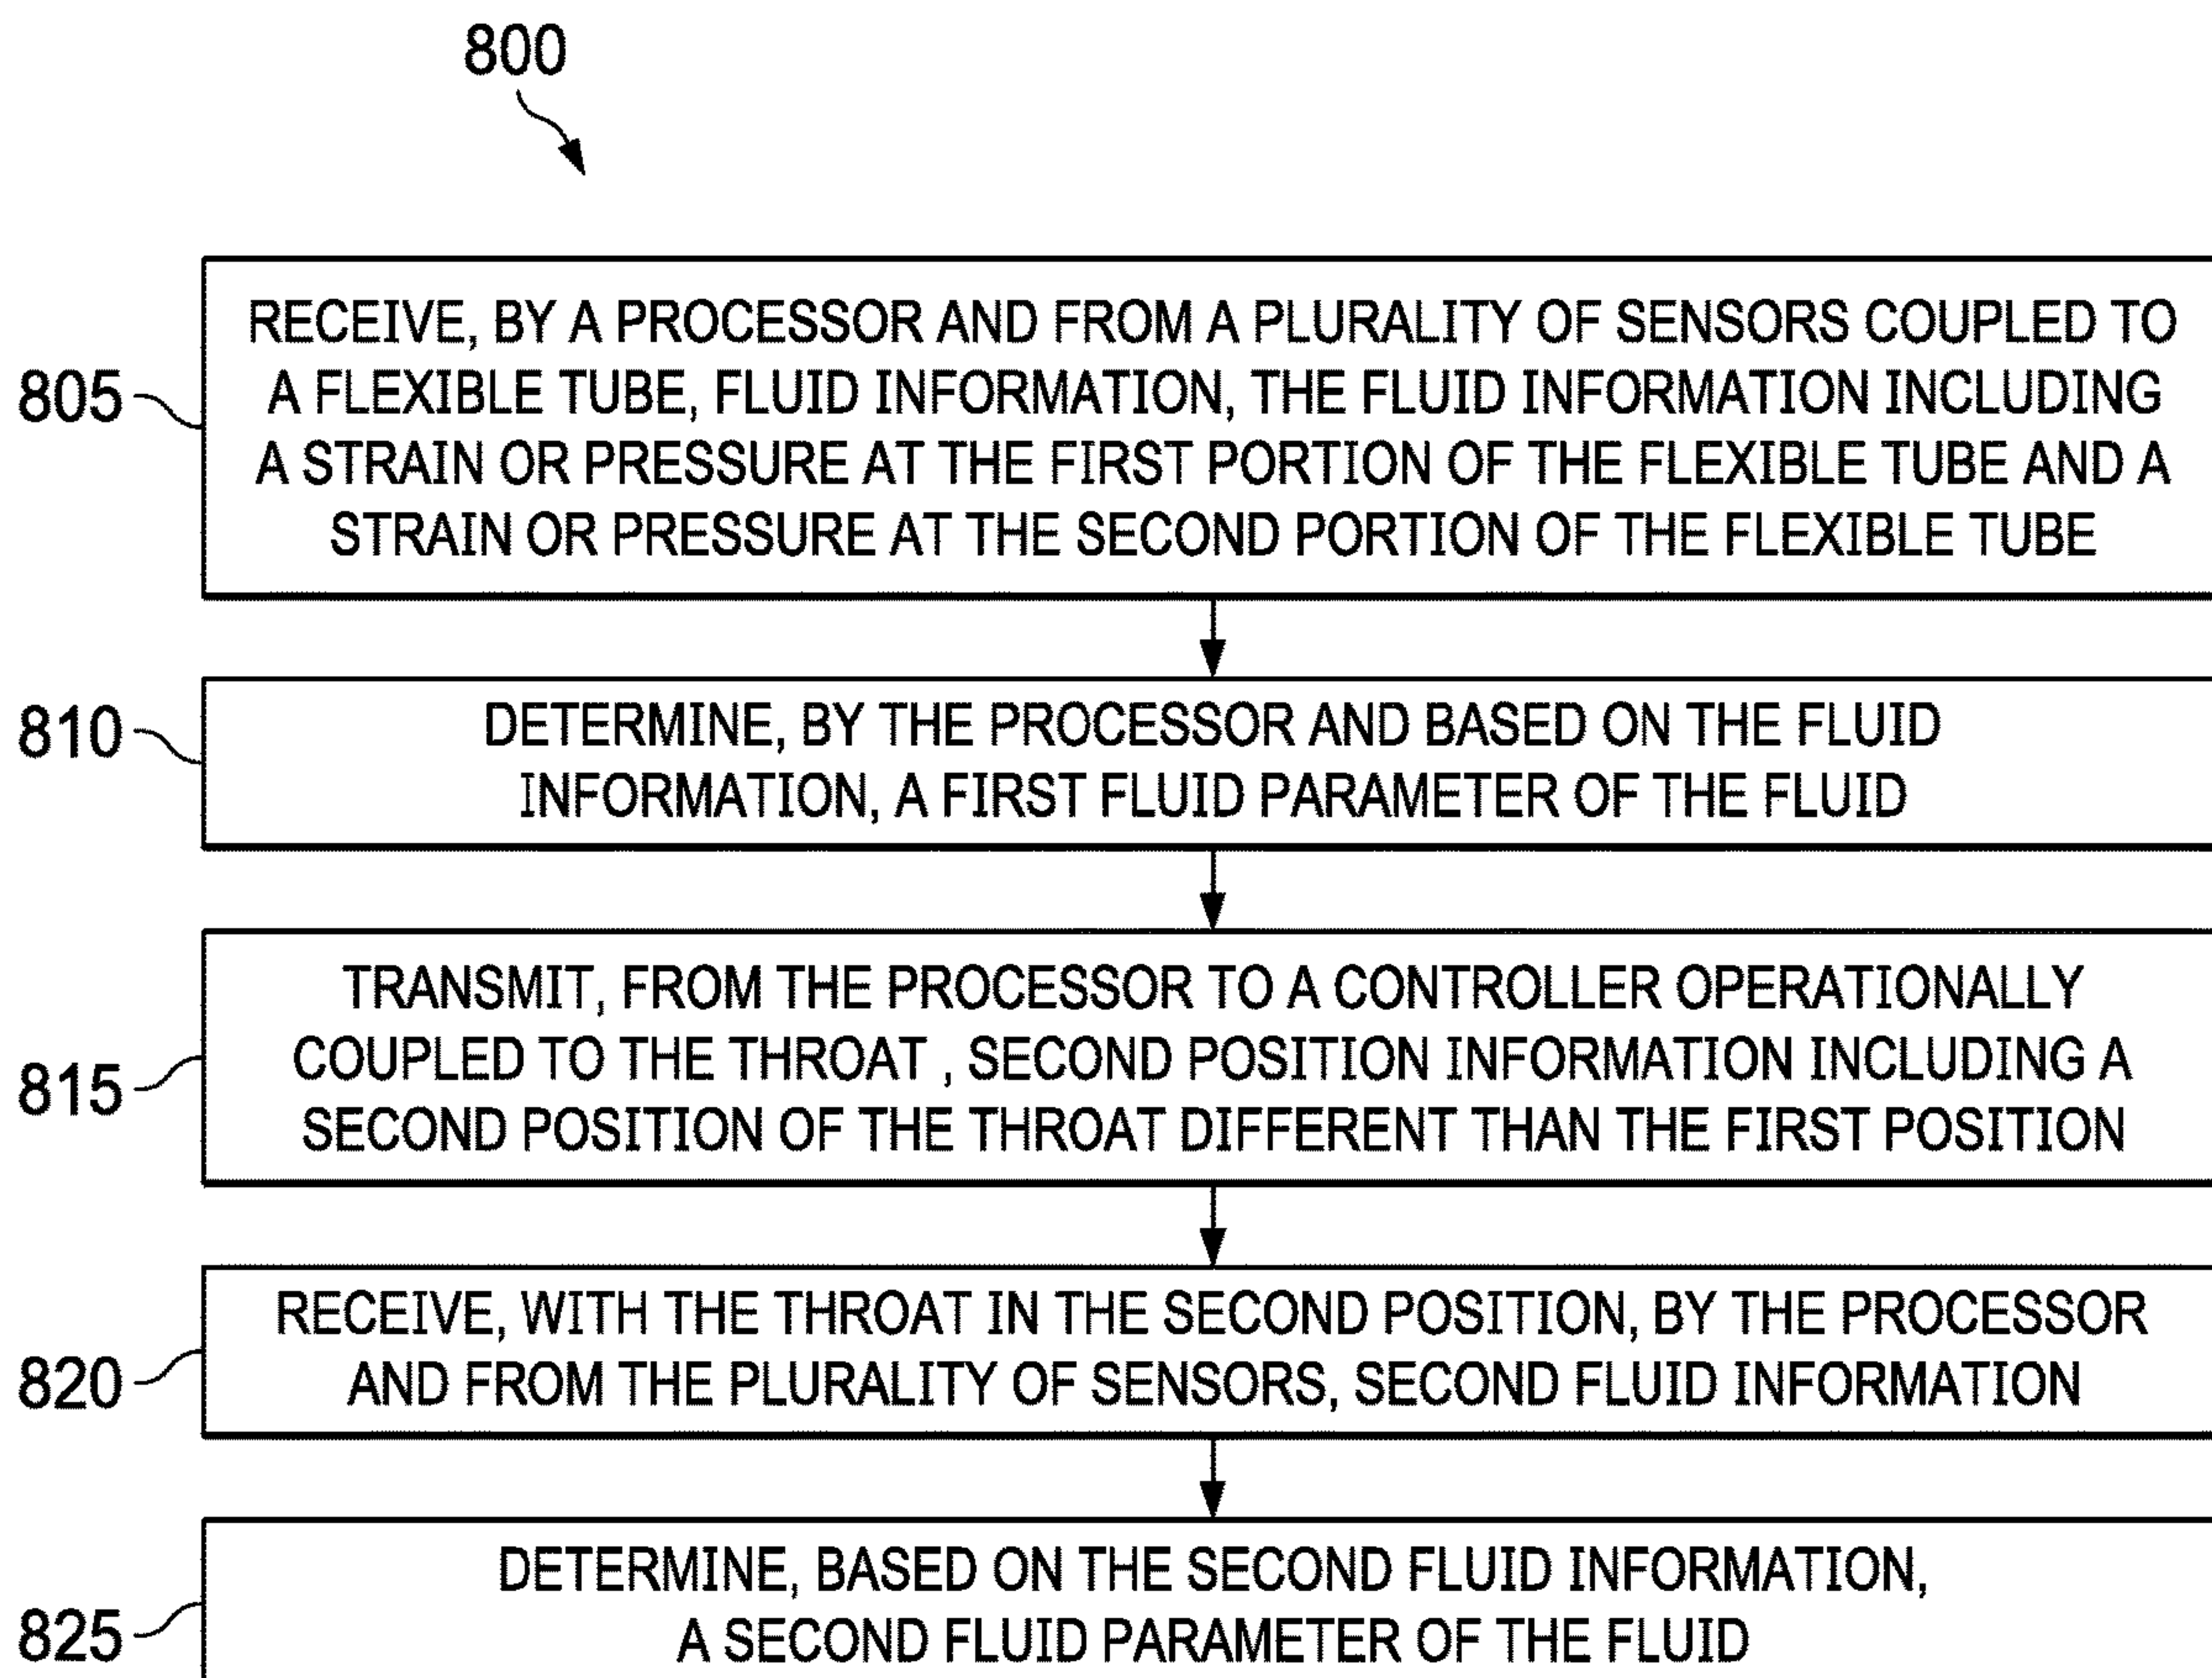 800
805
RECEIVE, BY A PROCESSOR AND FROM A PLURALITY OF SENSORS COUPLED TO
A FLEXIBLE TUBE, FLUID INFORMATION, THE FLUID INFORMATION INCLUDING
A STRAIN OR PRESSURE AT THE FIRST PORTION OF THE FLEXIBLE TUBE AND A
STRAIN OR PRESSURE AT THE SECOND PORTION OF THE FLEXIBLE TUBE
810
DETERMINE, BY THE PROCESSOR AND BASED ON THE FLUID
INFORMATION, A FIRST FLUID PARAMETER OF THE FLUID
815
TRANSMIT, FROM THE PROCESSOR TO A CONTROLLER OPERATIONALLY
COUPLED TO THE THROAT , SECOND POSITION INFORMATION INCLUDING A
SECOND POSITION OF THE THROAT DIFFERENT THAN THE FIRST POSITION
820
RECEIVE, WITH THE THROAT IN THE SECOND POSITION, BY THE PROCESSOR
AND FROM THE PLURALITY OF SENSORS, SECOND FLUID INFORMATION
825
DETERMINE, BASED ON THE SECOND FLUID INFORMATION,
A SECOND FLUID PARAMETER OF THE FLUID